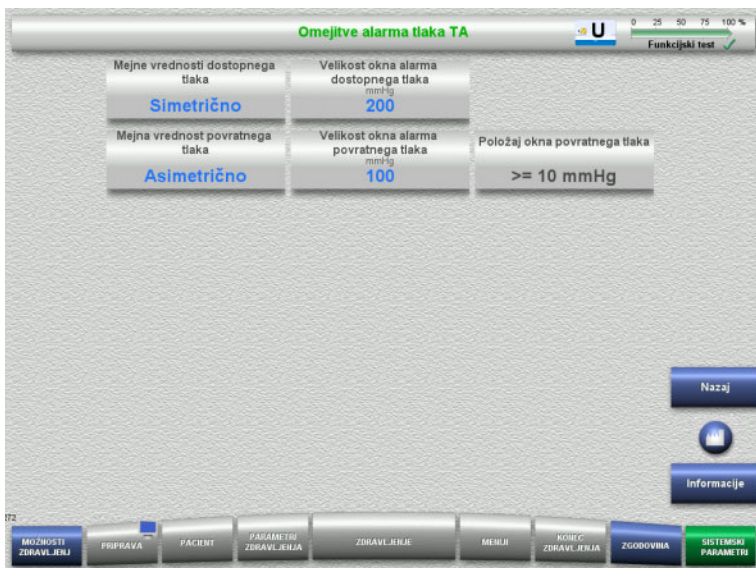 Omejitve alarma tlaka TA
U
0 25 50 75 100 %
Funkcijski test
Mejne vrednosti dostopnega
tlaka
Simetrično
Velikost okna alarma
dostopnega tlaka
mmHg
200
Mejna vrednost povratnega
tlaka
Asimetrično
Velikost okna alarma
povratnega tlaka
mmHg
100
Položaj okna povratnega tlaka
>= 10 mmHg
Nazaj
Informacije
272
MOŽNOSTI
ZDRAVLJENJ
PRIPRAVA
PACIENT
PARAMETRI
ZDRAVLJENJA
ZDRAVLJENJE
MENIJI
KONEC
ZDRAVLJENJA
ZGODOVINA
SISTEMSKI
PARAMETRI